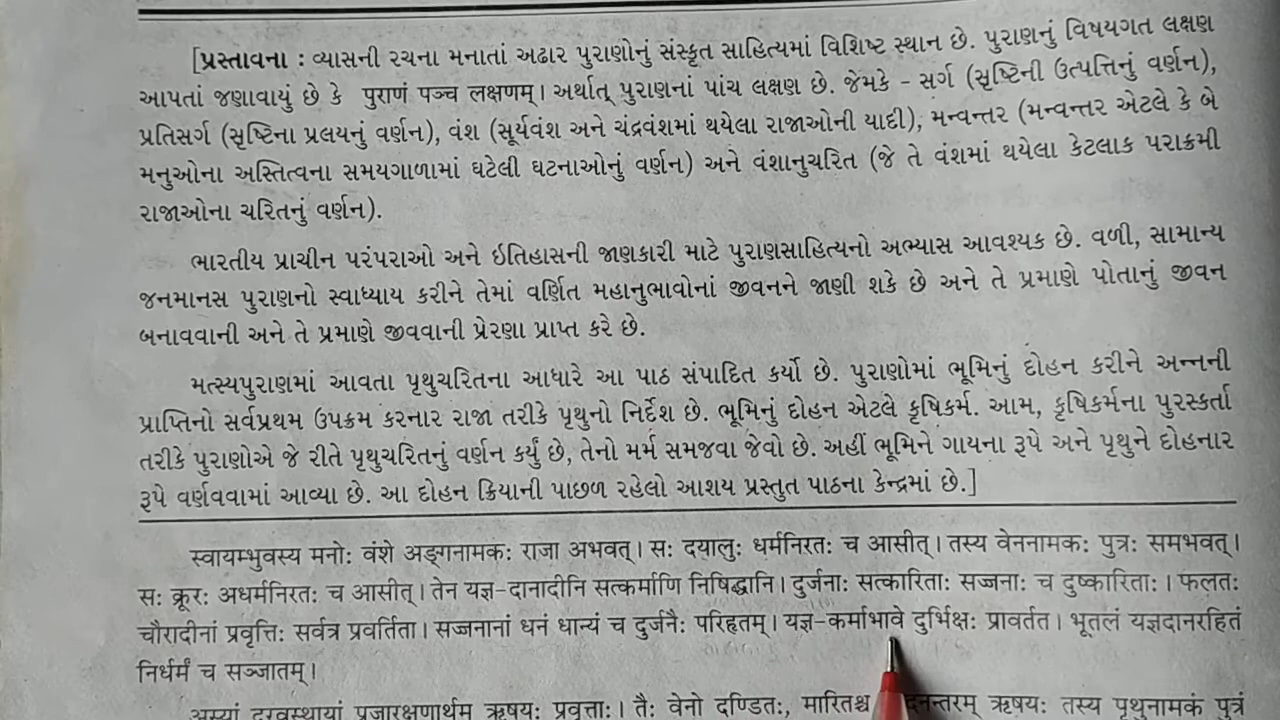 [પ્રસ્તાવના : વ્યાસની રચના મનાતાં અઢાર પુરાણોનું સંસ્કૃત સાહિત્યમાં વિશિષ્ટ સ્થાન છે. પુરાણનું વિષયગત લક્ષણ
આપતાં જણાવાયું છે કે पुराणं पञ्च लक्षणम्। અર્થાત્ પુરાણનાં પાંચ લક્ષણ છે. જેમકે - સર્ગ (સૃષ્ટિની ઉત્પત્તિનું વર્ણન),
પ્રતિસર્ગ (સૃષ્ટિના પ્રલયનું વર્ણન), વંશ (સૂર્યવંશ અને ચંદ્રવંશમાં થયેલા રાજાઓની યાદી), મન્વન્તર (મન્વન્તર એટલે કે બે
મનુઓના અસ્તિત્વના સમયગાળામાં ઘટેલી ઘટનાઓનું વર્ણન) અને વંશાનુચરિત (જે તે વંશમાં થયેલા કેટલાક પરાક્રમી
રાજાઓના ચરિતનું વર્ણન).
ભારતીય પ્રાચીન પરંપરાઓ અને ઇતિહાસની જાણકારી માટે પુરાણસાહિત્યનો અભ્યાસ આવશ્યક છે. વળી, સામાન્ય
જનમાનસ પુરાણનો સ્વાધ્યાય કરીને તેમાં વર્ણિત મહાનુભાવોનાં જીવનને જાણી શકે છે અને તે પ્રમાણે પોતાનું જીવન
બનાવવાની અને તે પ્રમાણે જીવવાની પ્રેરણા પ્રાપ્ત કરે છે.
મત્સ્યપુરાણમાં આવતા પૃથુચરિતના આધારે આ પાઠ સંપાદિત કર્યો છે. પુરાણોમાં ભૂમિનું દોહન કરીને અન્નની
પ્રાપ્તિનો સર્વપ્રથમ ઉપક્રમ કરનાર રાજા તરીકે પૃથુનો નિર્દેશ છે. ભૂમિનું દોહન એટલે કૃષિકર્મ. આમ, કૃષિકર્મના પુરસ્કર્તા
તરીકે પુરાણોએ જે રીતે પૃથુચરિતનું વર્ણન કર્યું છે, તેનો મર્મ સમજવા જેવો છે. અહીં ભૂમિને ગાયના રૂપે અને પૃથુને દોહનાર
રૂપે વર્ણવવામાં આવ્યા છે. આ દોહન ક્રિયાની પાછળ રહેલો આશય પ્રસ્તુત પાઠના કેન્દ્રમાં છે.]
स्वायम्भुवस्य मनोः वंशे अङ्गनामकः राजा अभवत्। सः दयालुः धर्मनिरतः च आसीत्। तस्य वेननामकः पुत्रः समभवत्।
सः क्रूरः अधर्मनिरतः च आसीत्। तेन यज्ञ-दानादीनि सत्कर्माणि निषिद्धानि। दुर्जनाः सत्कारिताः सज्जनाः च दुष्कारिताः। फलतः
चौरादीनां प्रवृत्तिः सर्वत्र प्रवर्तिता। सज्जनानां धनं धान्यं च दुर्जनैः परिहृतम्। यज्ञ-कर्माभावे दुर्भिक्षः प्रावर्तत। भूतलं यज्ञदानरहितं
निर्धर्मं च सञ्जातम्।
अस्यां दुरवस्थायां प्रजारक्षणार्थम् ऋषयः प्रवृत्ताः। तैः वेनो दण्डितः, मारितश्च ऋषयः तस्य पृथुनामकं पुत्रं